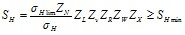 S_H = σ_Hlim Z_N / σ_H Z_L Z_v Z_R Z_W Z_X ≥ S_Hmin